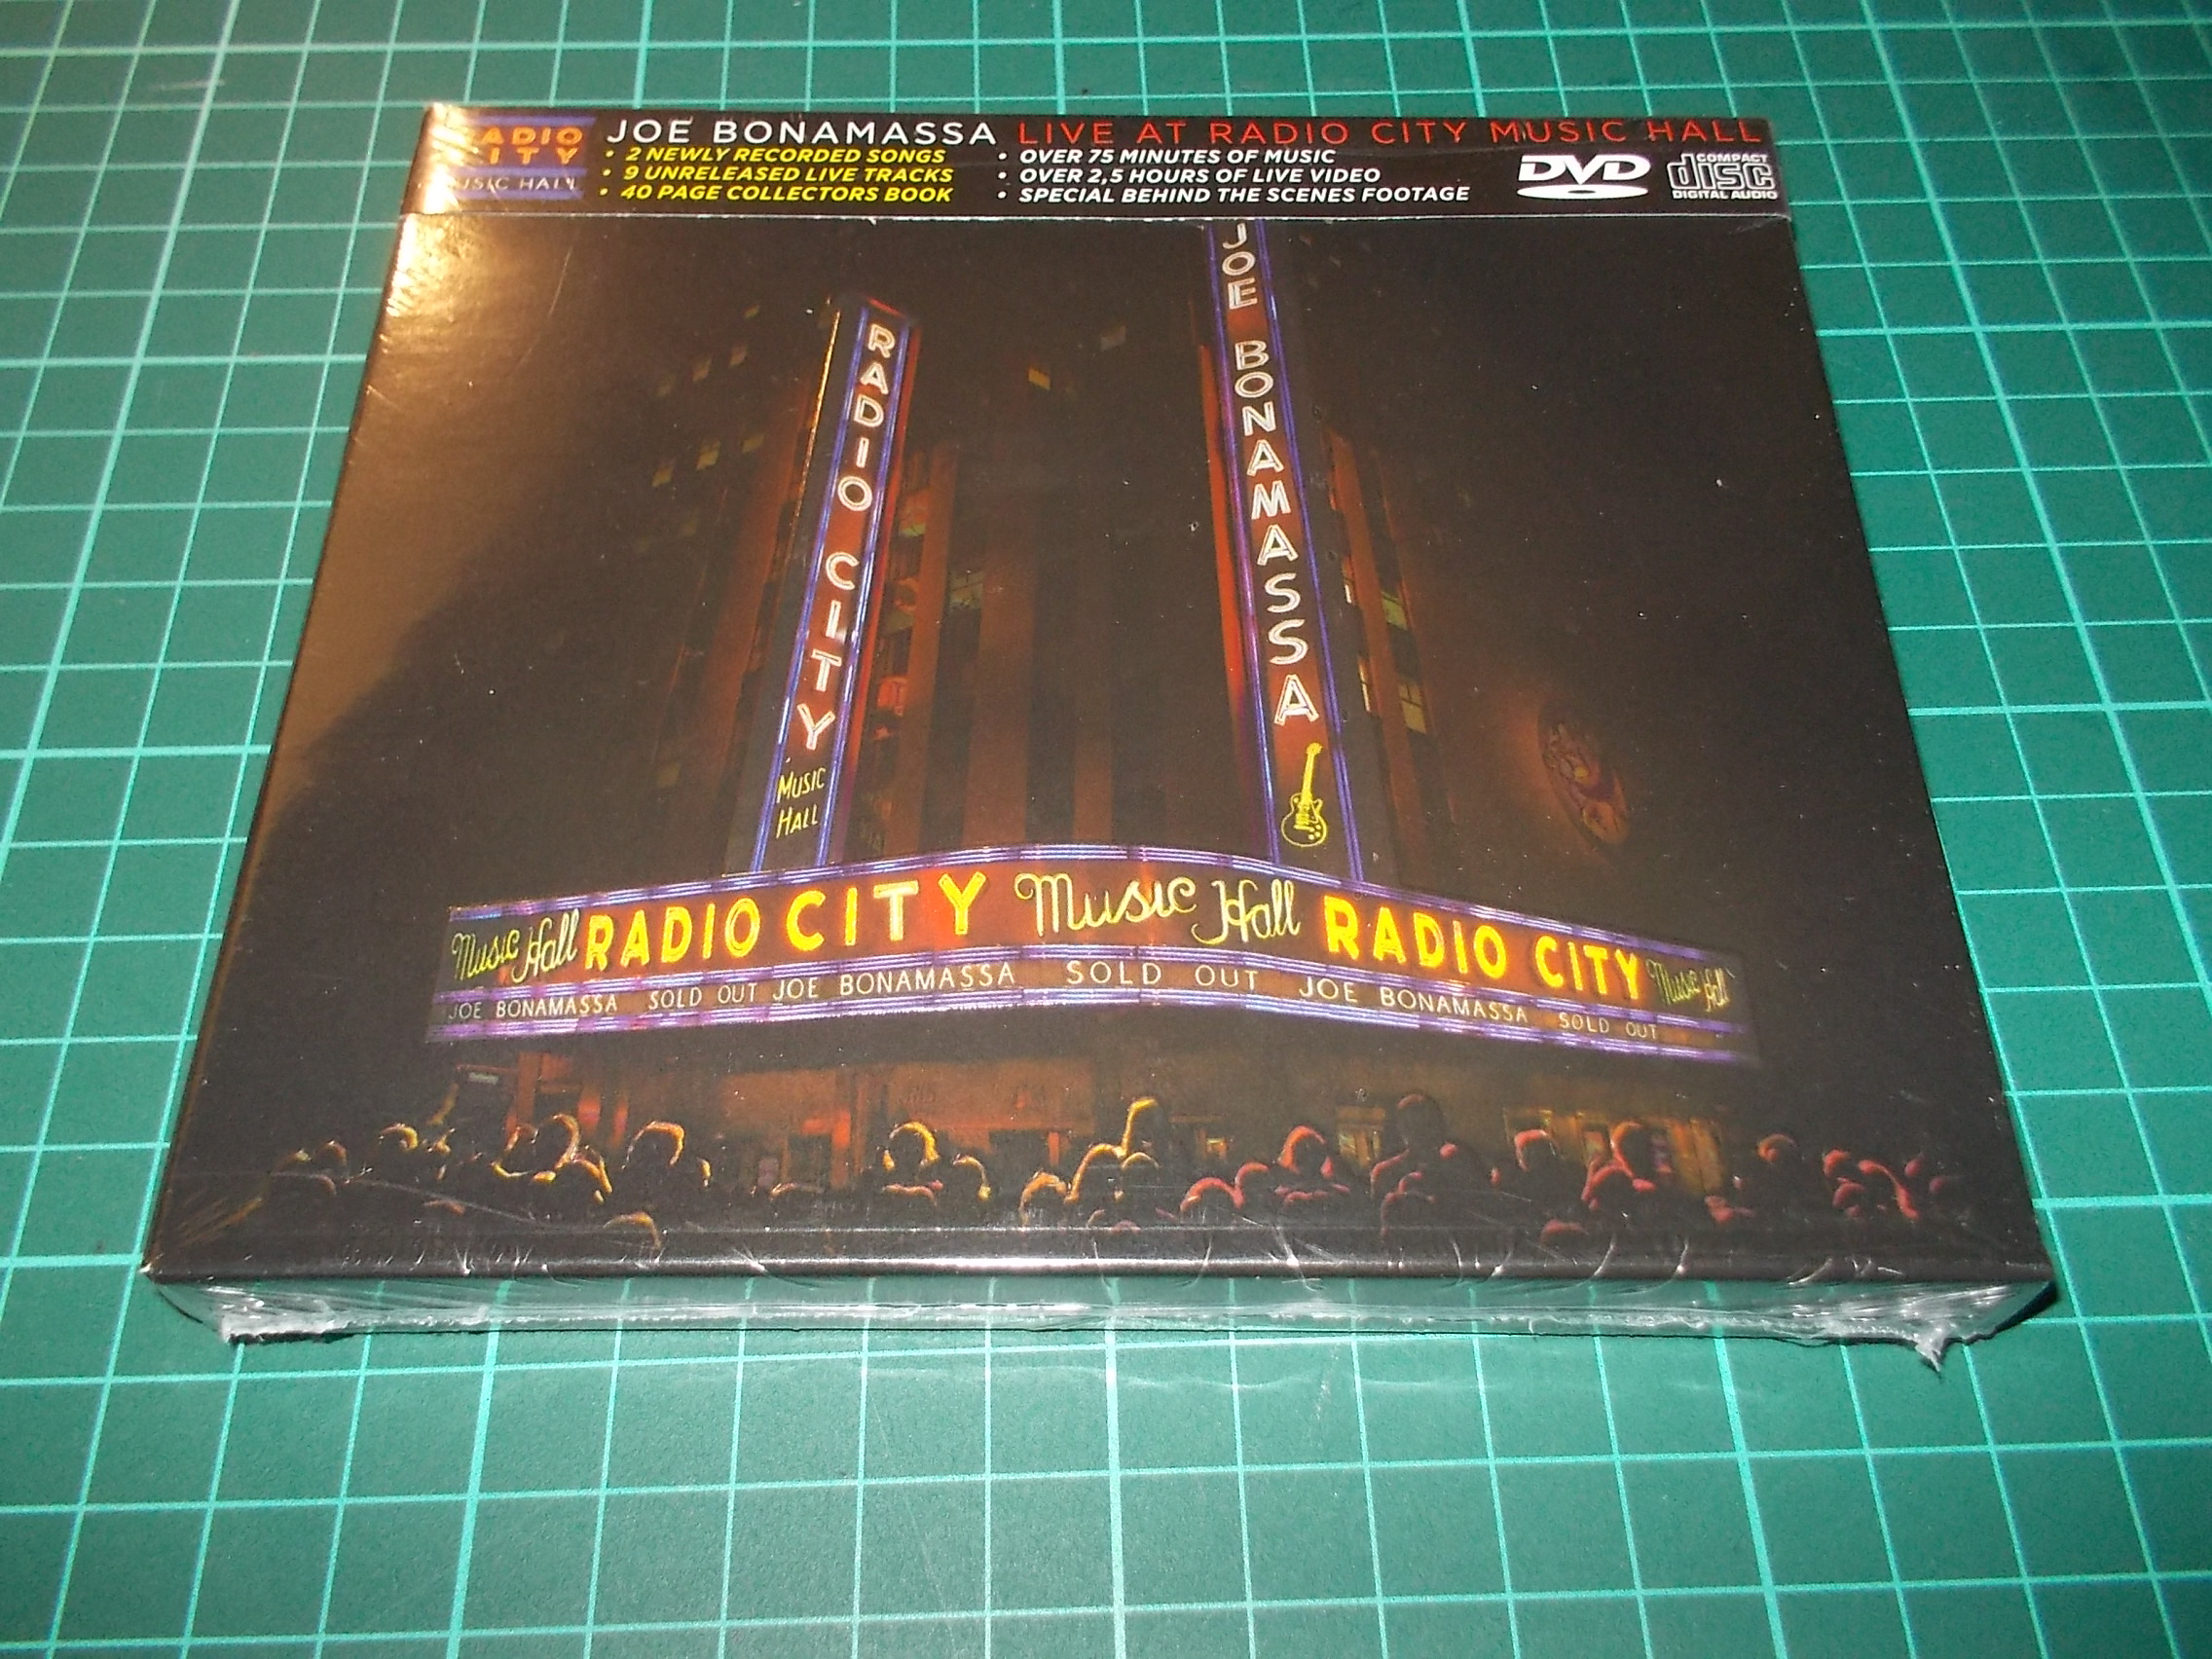 RADIO
CITY
MUSIC HALL
JOE BONAMASSA LIVE AT RADIO CITY MUSIC HALL
• 2 NEWLY RECORDED SONGS
• 9 UNRELEASED LIVE TRACKS
• 40 PAGE COLLECTORS BOOK
• OVER 75 MINUTES OF MUSIC
• OVER 2,5 HOURS OF LIVE VIDEO
• SPECIAL BEHIND THE SCENES FOOTAGE
DVD
COMPACT
disc
DIGITAL AUDIO
RADIO CITY
MUSIC
HALL
JOE BONAMASSA
Music Hall RADIO CITY Music Hall RADIO CITY Music Hall
JOE BONAMASSA SOLD OUT JOE BONAMASSA SOLD OUT JOE BONAMASSA SOLD OUT